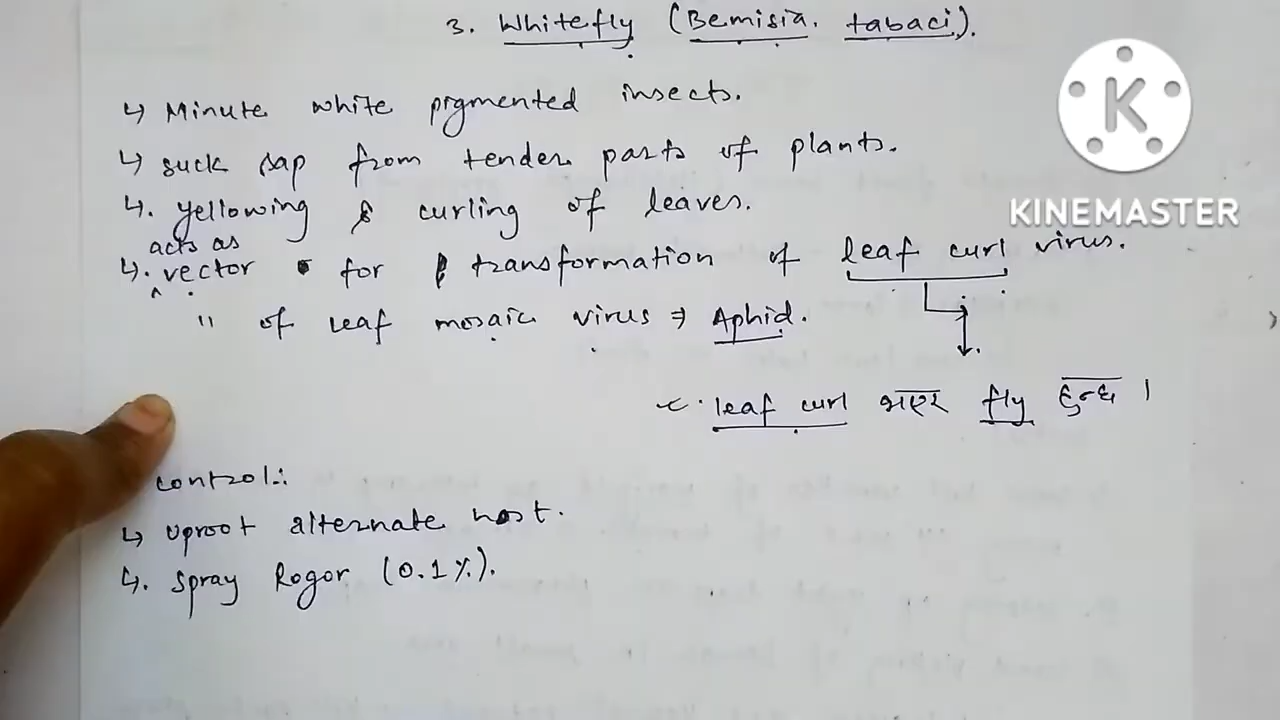 3. Whitefly (Bemisia. tabaci).
↳ Minute white pigmented insects.
↳ suck sap from tender parts of plants.
↳. yellowing & curling of leaves.
acts as
↳. vector for transformation of leaf curl virus.
" of leaf mosaic virus ⇒ Aphid.
leaf curl भएर fly हुन्छ।
control:
↳ uproot alternate host.
↳. spray Rogor (0.1%).
K
KINEMASTER